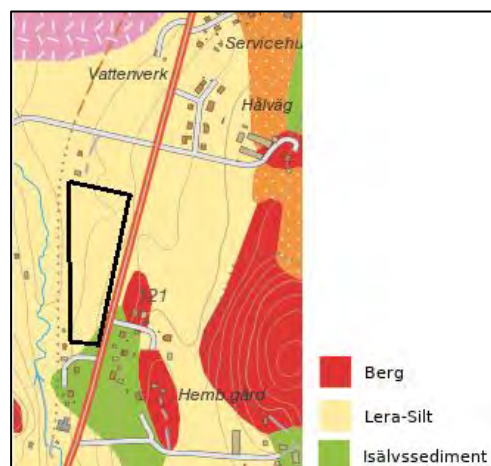 Servicehu
Vattenverk
Hålväg
121
Hemb.gård
Berg
Lera-Silt
Isälvssediment